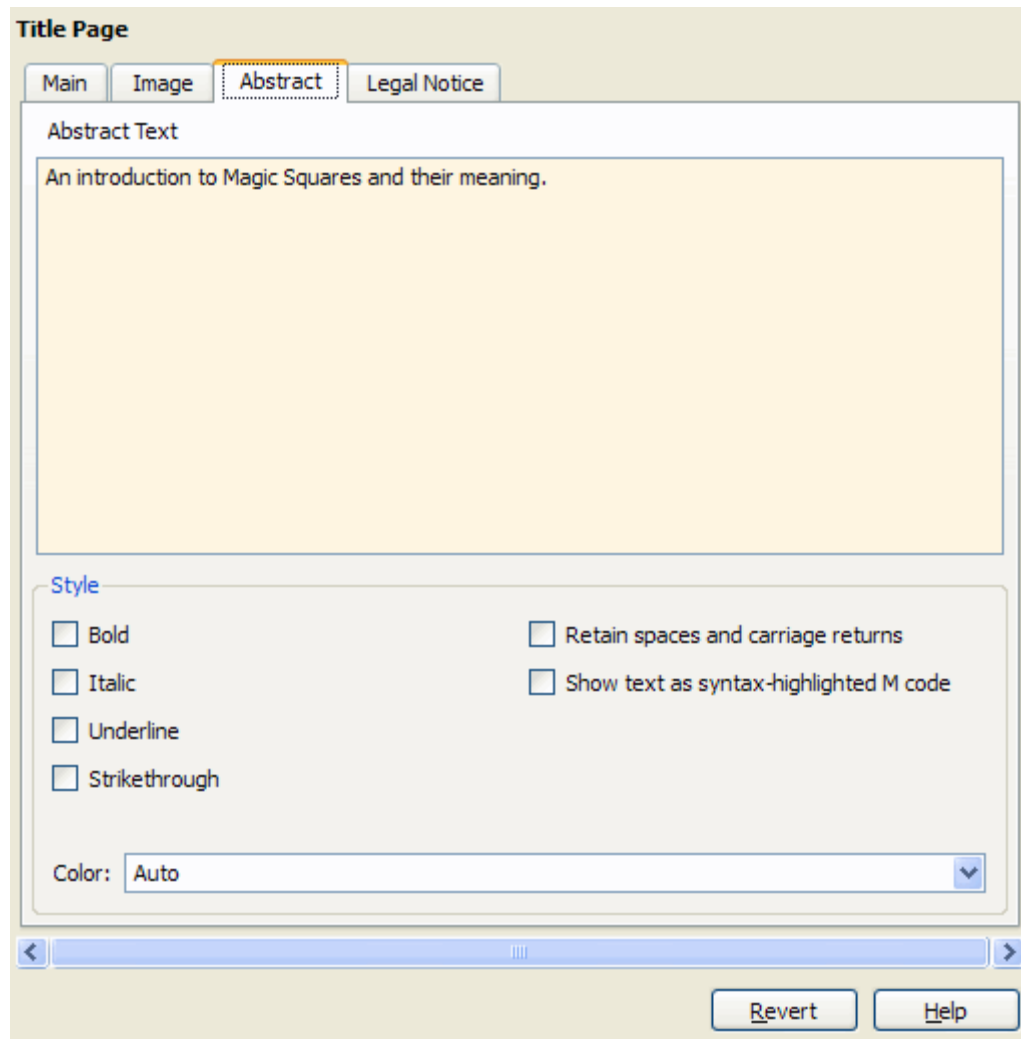 Title Page
Main Image Abstract Legal Notice
Abstract Text
An introduction to Magic Squares and their meaning.
Style
Bold Retain spaces and carriage returns
Italic Show text as syntax-highlighted M code
Underline
Strikethrough
Color: Auto
Revert Help